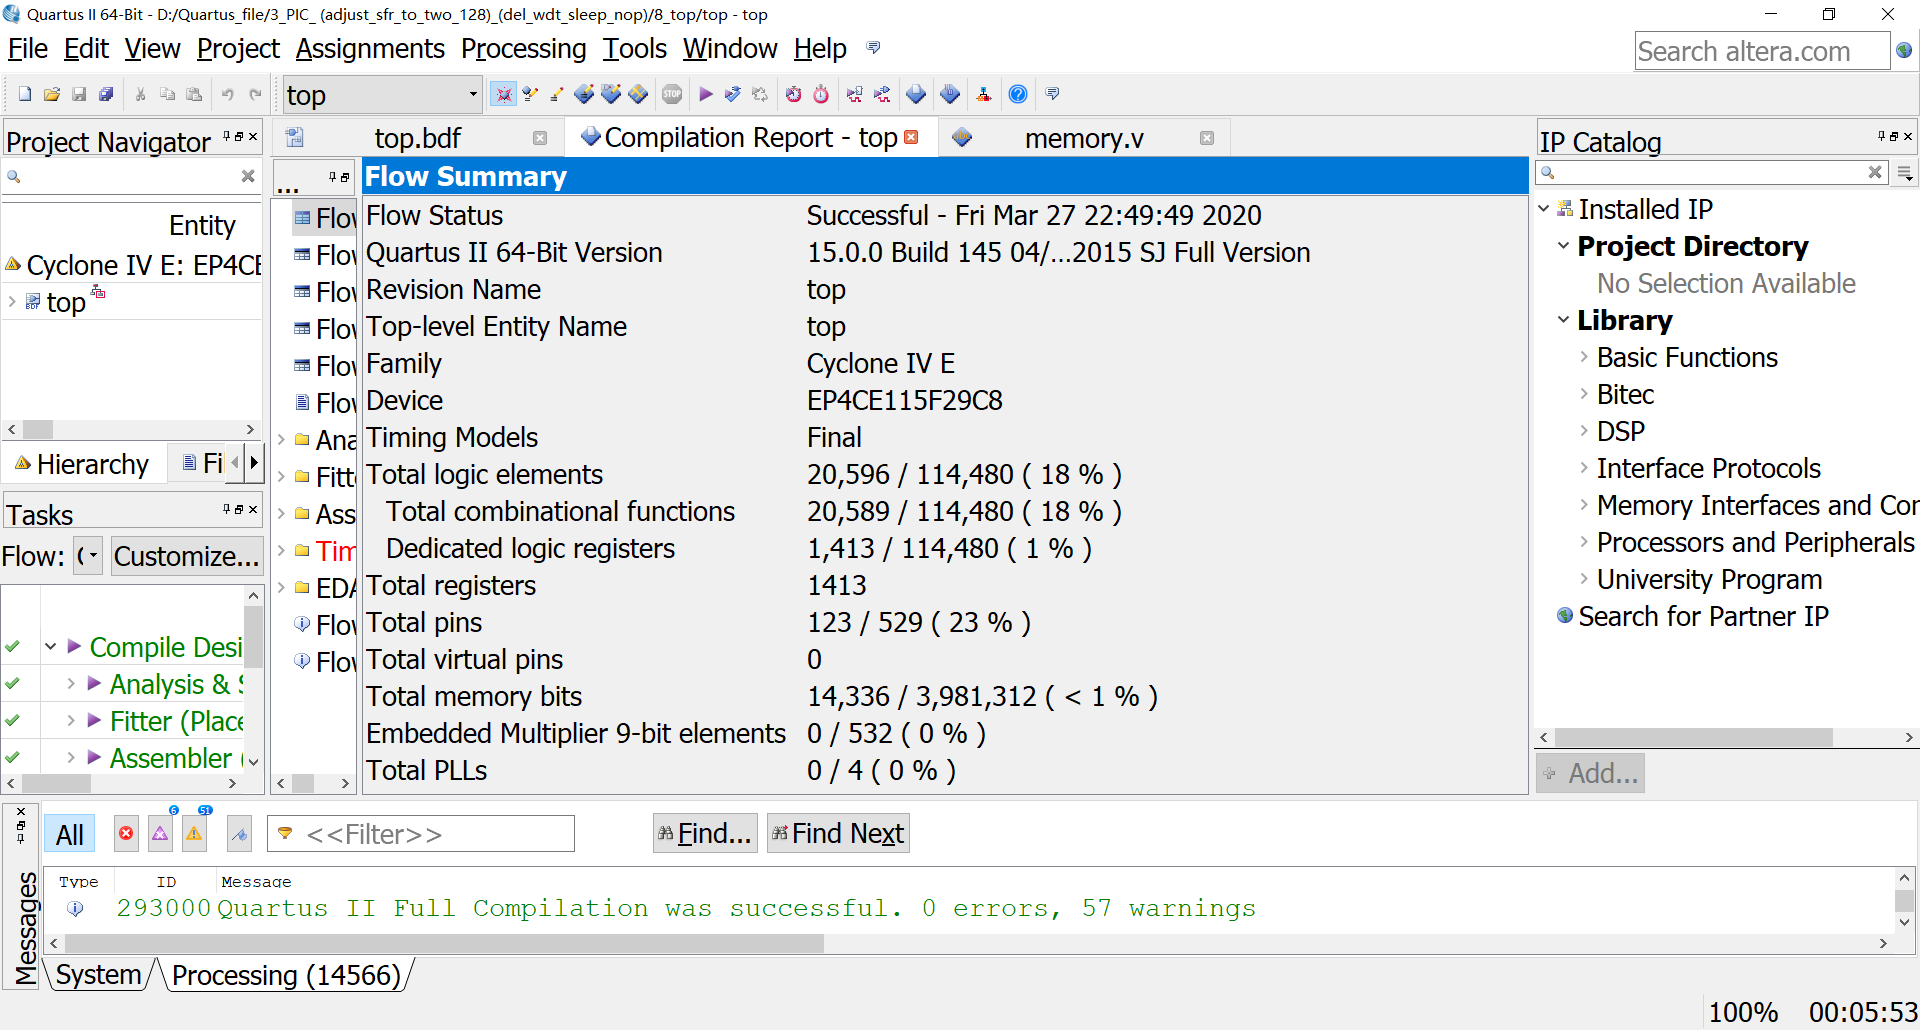 Quartus II 64-Bit - D:/Quartus_file/3_PIC_ (adjust_sfr_to_two_128)_(del_wdt_sleep_nop)/8_top/top - top
File Edit View Project Assignments Processing Tools Window Help
Search altera.com
top
STOP
Project Navigator
top.bdf
Compilation Report - top
memory.v
IP Catalog
Entity
Cyclone IV E: EP4CE
top
Hierarchy
Fi
Tasks
Flow:
Customize...
Compile Desi
Analysis & S
Fitter (Place
Assembler (
...
Flow
Flow
Flow
Flow
Flow
Flow
Ana
Fitte
Ass
Tim
EDA
Flow
Flow
Flow Summary
Flow Status Successful - Fri Mar 27 22:49:49 2020
Quartus II 64-Bit Version 15.0.0 Build 145 04/...2015 SJ Full Version
Revision Name top
Top-level Entity Name top
Family Cyclone IV E
Device EP4CE115F29C8
Timing Models Final
Total logic elements 20,596 / 114,480 ( 18 % )
Total combinational functions 20,589 / 114,480 ( 18 % )
Dedicated logic registers 1,413 / 114,480 ( 1 % )
Total registers 1413
Total pins 123 / 529 ( 23 % )
Total virtual pins 0
Total memory bits 14,336 / 3,981,312 ( < 1 % )
Embedded Multiplier 9-bit elements 0 / 532 ( 0 % )
Total PLLs 0 / 4 ( 0 % )
Installed IP
Project Directory
No Selection Available
Library
Basic Functions
Bitec
DSP
Interface Protocols
Memory Interfaces and Cor
Processors and Peripherals
University Program
Search for Partner IP
Add...
Messages
All
6
51
<<Filter>>
Find...
Find Next
Type ID Message
293000 Quartus II Full Compilation was successful. 0 errors, 57 warnings
System
Processing (14566)
100% 00:05:53